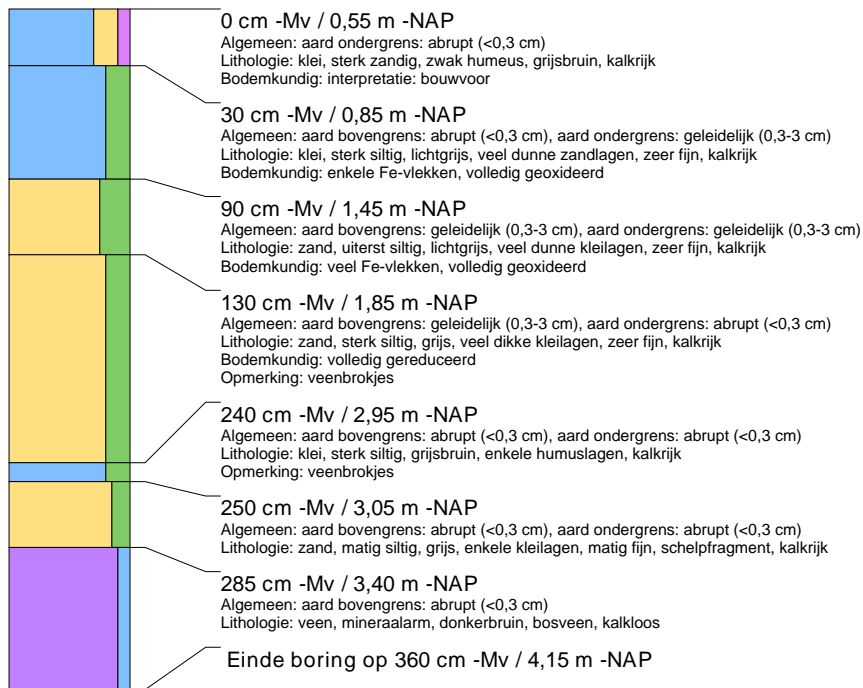 0 cm -Mv / 0,55 m -NAP
Algemeen: aard ondergrens: abrupt (<0,3 cm)
Lithologie: klei, sterk zandig, zwak humeus, grijsbruin, kalkrijk
Bodemkundig: interpretatie: bouwvoor
30 cm -Mv / 0,85 m -NAP
Algemeen: aard bovengrens: abrupt (<0,3 cm), aard ondergrens: geleidelijk (0,3-3 cm)
Lithologie: klei, sterk siltig, lichtgrijs, veel dunne zandlagen, zeer fijn, kalkrijk
Bodemkundig: enkele Fe-vlekken, volledig geoxideerd
90 cm -Mv / 1,45 m -NAP
Algemeen: aard bovengrens: geleidelijk (0,3-3 cm), aard ondergrens: geleidelijk (0,3-3 cm)
Lithologie: zand, uiterst siltig, lichtgrijs, veel dunne kleilagen, zeer fijn, kalkrijk
Bodemkundig: veel Fe-vlekken, volledig geoxideerd
130 cm -Mv / 1,85 m -NAP
Algemeen: aard bovengrens: geleidelijk (0,3-3 cm), aard ondergrens: abrupt (<0,3 cm)
Lithologie: zand, sterk siltig, grijs, veel dikke kleilagen, zeer fijn, kalkrijk
Bodemkundig: volledig gereduceerd
Opmerking: veenbrokjes
240 cm -Mv / 2,95 m -NAP
Algemeen: aard bovengrens: abrupt (<0,3 cm), aard ondergrens: abrupt (<0,3 cm)
Lithologie: klei, sterk siltig, grijsbruin, enkele humuslagen, kalkrijk
Opmerking: veenbrokjes
250 cm -Mv / 3,05 m -NAP
Algemeen: aard bovengrens: abrupt (<0,3 cm), aard ondergrens: abrupt (<0,3 cm)
Lithologie: zand, matig siltig, grijs, enkele kleilagen, matig fijn, schelpfragment, kalkrijk
285 cm -Mv / 3,40 m -NAP
Algemeen: aard bovengrens: abrupt (<0,3 cm)
Lithologie: veen, mineraalarm, donkerbruin, bosveen, kalkloos
Einde boring op 360 cm -Mv / 4,15 m -NAP